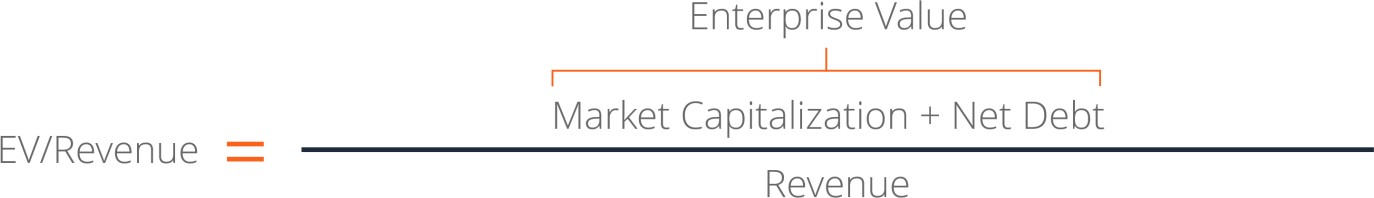 Enterprise Value
Market Capitalization + Net Debt
EV/Revenue =
Revenue